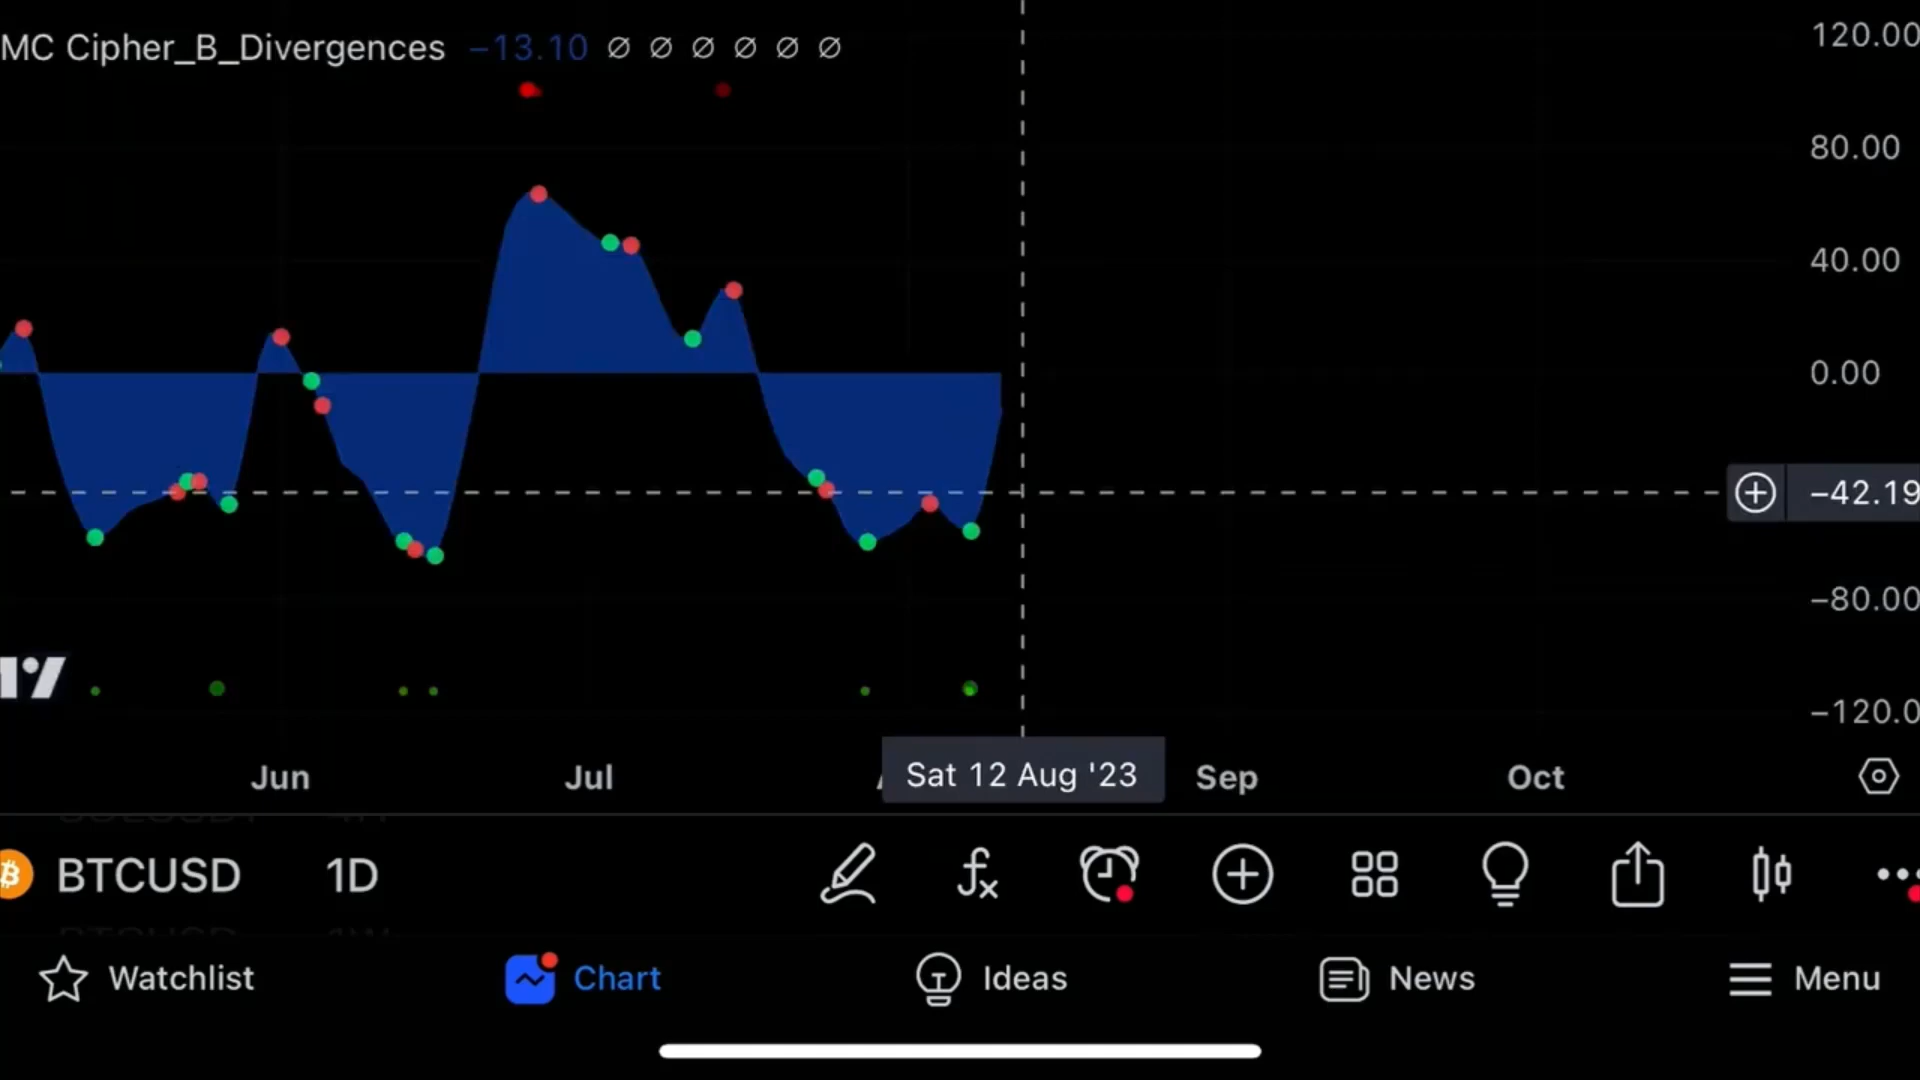 MC Cipher_B_Divergences −13.10 ∅ ∅ ∅ ∅ ∅ ∅
120.00
80.00
40.00
0.00
−42.19
−80.00
−120.0
Jun Jul Sat 12 Aug '23 Sep Oct
BTCUSD 1D
Watchlist Chart Ideas News Menu